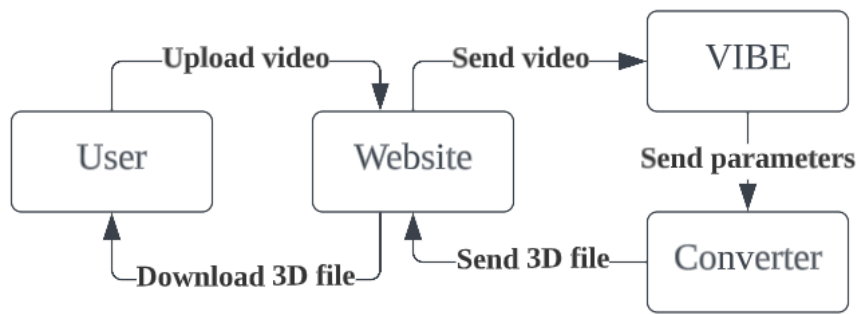 VIBE
Upload video
Send video
User
Website
Send parameters
Converter
Send 3D file
Download 3D file